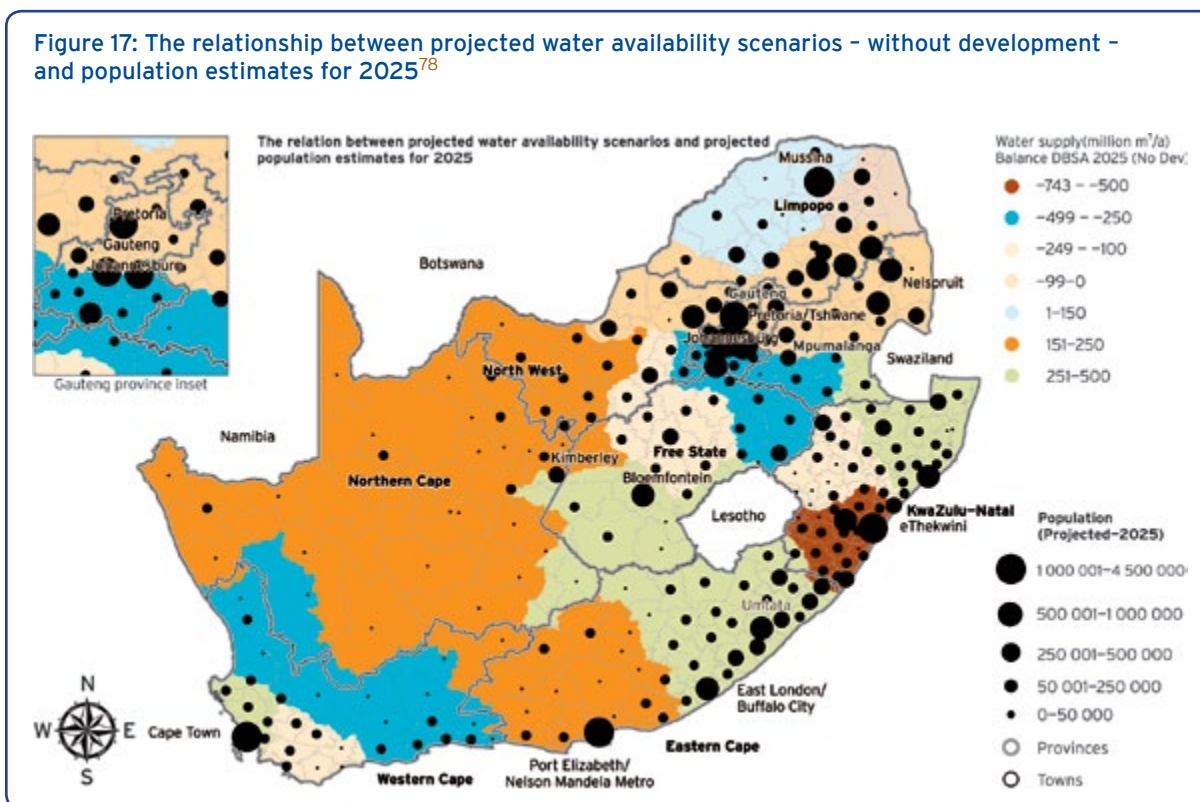 Figure 17: The relationship between projected water availability scenarios – without development –
and population estimates for 2025⁷⁸
The relation between projected water availability scenarios and projected
population estimates for 2025
Pretoria
Gauteng
Johannesburg
Gauteng province inset
Water supply(million m³/a)
Balance DBSA 2025 (No Dev)
-743 – -500
-499 – -250
-249 – -100
-99-0
1-150
151-250
251-500
Mussina
Limpopo
Botswana
Nelspruit
Gauteng
Pretoria/Tshwane
Johannesburg
Mpumalanga
Swaziland
North West
Namibia
Kimberley
Free State
Northern Cape
Bloemfontein
Lesotho
KwaZulu-Natal
eThekwini
Umtata
East London/
Buffalo City
Cape Town
Eastern Cape
Port Elizabeth/
Nelson Mandela Metro
Western Cape
N
W
E
S
Population
(Projected-2025)
1 000 001-4 500 000
500 001-1 000 000
250 001-500 000
50 001-250 000
0-50 000
Provinces
Towns